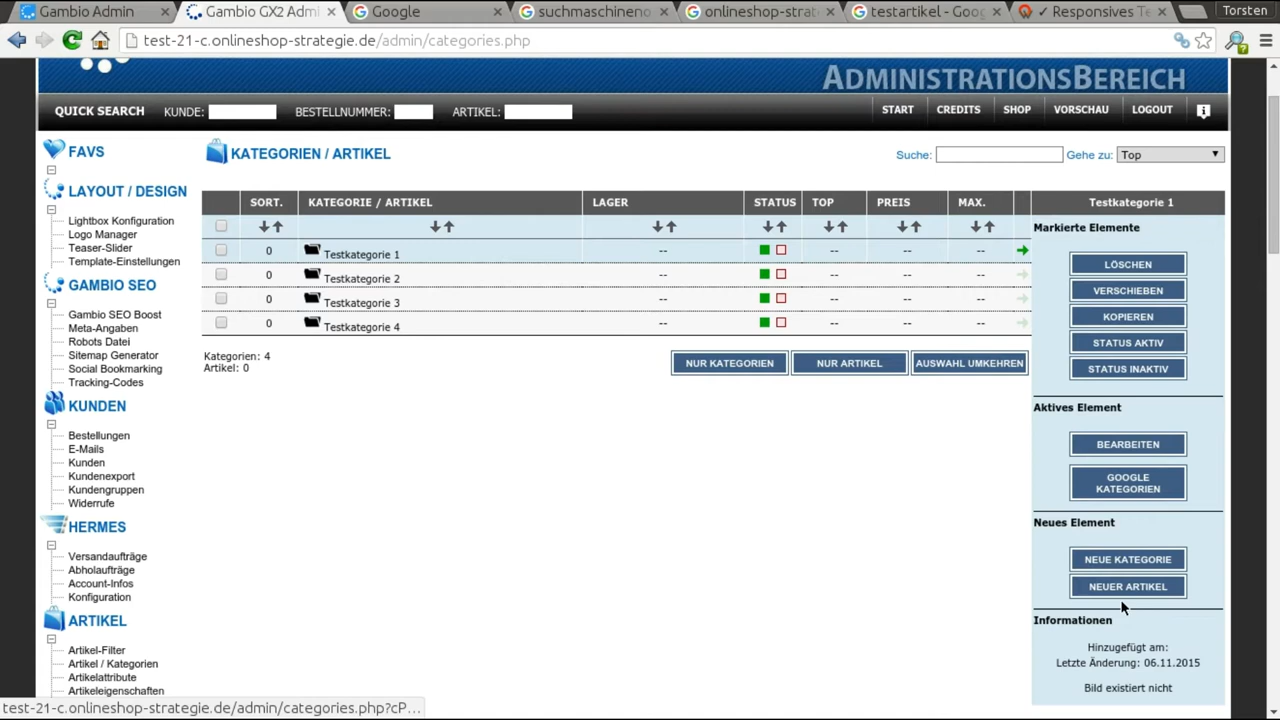 Gambio Admin
Gambio GX2 Admi
Google
suchmaschineno
onlineshop-strat
testartikel - Goog
✓ Responsives Te
Torsten
test-21-c.onlineshop-strategie.de/admin/categories.php
ADMINISTRATIONSBEREICH
QUICK SEARCH KUNDE: BESTELLNUMMER: ARTIKEL:
START CREDITS SHOP VORSCHAU LOGOUT
FAVS
LAYOUT / DESIGN
Lightbox Konfiguration
Logo Manager
Teaser-Slider
Template-Einstellungen
GAMBIO SEO
Gambio SEO Boost
Meta-Angaben
Robots Datei
Sitemap Generator
Social Bookmarking
Tracking-Codes
KUNDEN
Bestellungen
E-Mails
Kunden
Kundenexport
Kundengruppen
Widerrufe
HERMES
Versandaufträge
Abholaufträge
Account-Infos
Konfiguration
ARTIKEL
Artikel-Filter
Artikel / Kategorien
Artikelattribute
Artikeleigenschaften
KATEGORIEN / ARTIKEL
Suche: Gehe zu: Top
SORT. KATEGORIE / ARTIKEL LAGER STATUS TOP PREIS MAX.
0 Testkategorie 1 -- -- -- --
0 Testkategorie 2 -- -- -- --
0 Testkategorie 3 -- -- -- --
0 Testkategorie 4 -- -- -- --
Kategorien: 4
Artikel: 0
NUR KATEGORIEN NUR ARTIKEL AUSWAHL UMKEHREN
Testkategorie 1
Markierte Elemente
LÖSCHEN
VERSCHIEBEN
KOPIEREN
STATUS AKTIV
STATUS INAKTIV
Aktives Element
BEARBEITEN
GOOGLE
KATEGORIEN
Neues Element
NEUE KATEGORIE
NEUER ARTIKEL
Informationen
Hinzugefügt am:
Letzte Änderung: 06.11.2015
Bild existiert nicht
test-21-c.onlineshop-strategie.de/admin/categories.php?cP...